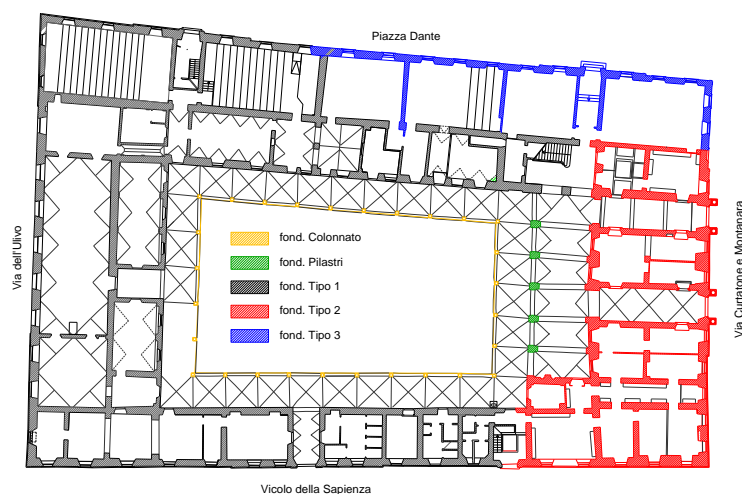 Piazza Dante
Via dell'Ulivo
fond. Colonnato
fond. Pilastri
fond. Tipo 1
fond. Tipo 2
fond. Tipo 3
Via Curtatone e Montanara
Vicolo della Sapienza